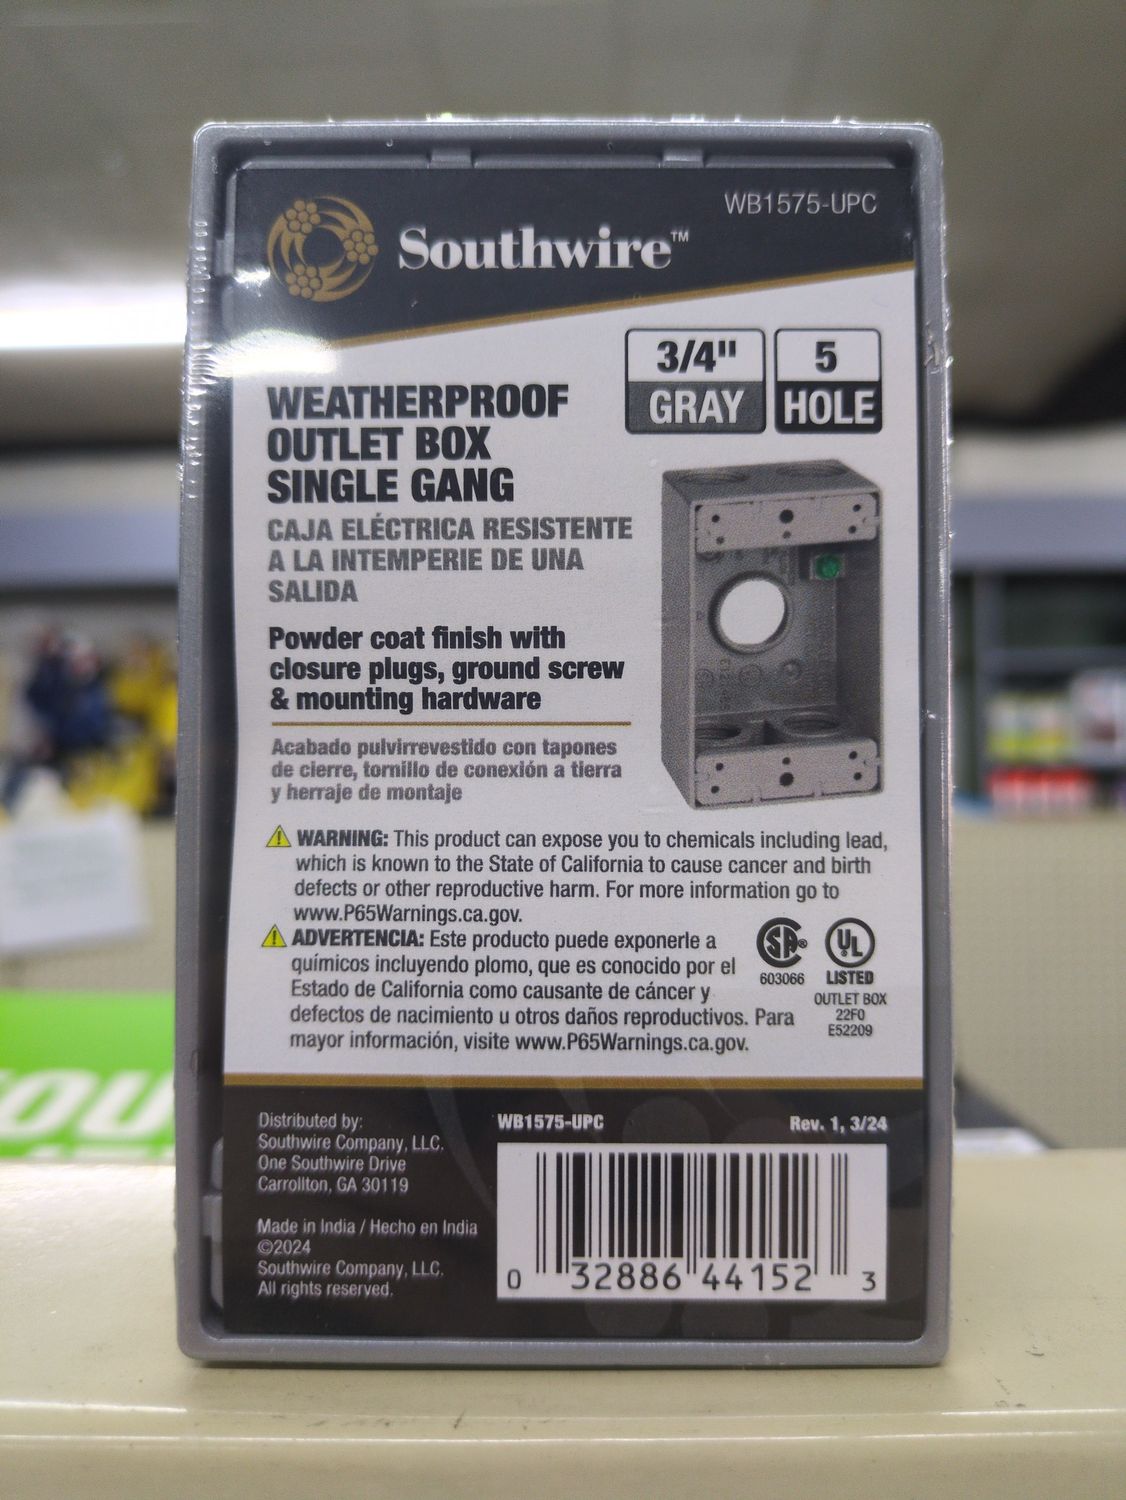 WB1575-UPC
Southwire™
3/4"
GRAY
5
HOLE
WEATHERPROOF
OUTLET BOX
SINGLE GANG
CAJA ELÉCTRICA RESISTENTE
A LA INTEMPERIE DE UNA
SALIDA
Powder coat finish with
closure plugs, ground screw
& mounting hardware
Acabado pulvirrevestido con tapones
de cierre, tornillo de conexión a tierra
y herraje de montaje
WARNING: This product can expose you to chemicals including lead,
which is known to the State of California to cause cancer and birth
defects or other reproductive harm. For more information go to
www.P65Warnings.ca.gov.
ADVERTENCIA: Este producto puede exponerle a
químicos incluyendo plomo, que es conocido por el
Estado de California como causante de cáncer y
defectos de nacimiento u otros daños reproductivos. Para
mayor información, visite www.P65Warnings.ca.gov.
SA®
603066
UL
LISTED
OUTLET BOX
22F0
E52209
Distributed by:
Southwire Company, LLC.
One Southwire Drive
Carrollton, GA 30119
Made in India / Hecho en India
©2024
Southwire Company, LLC.
All rights reserved.
WB1575-UPC
Rev. 1, 3/24
0 32886 44152 3